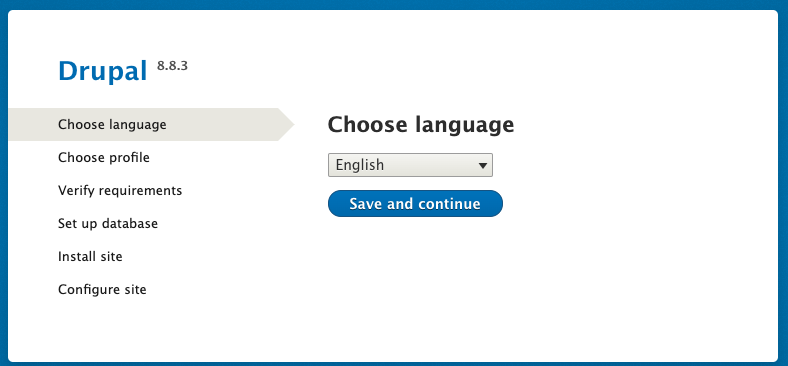 Drupal 8.8.3
Choose language
Choose profile
Verify requirements
Set up database
Install site
Configure site
Choose language
English
Save and continue